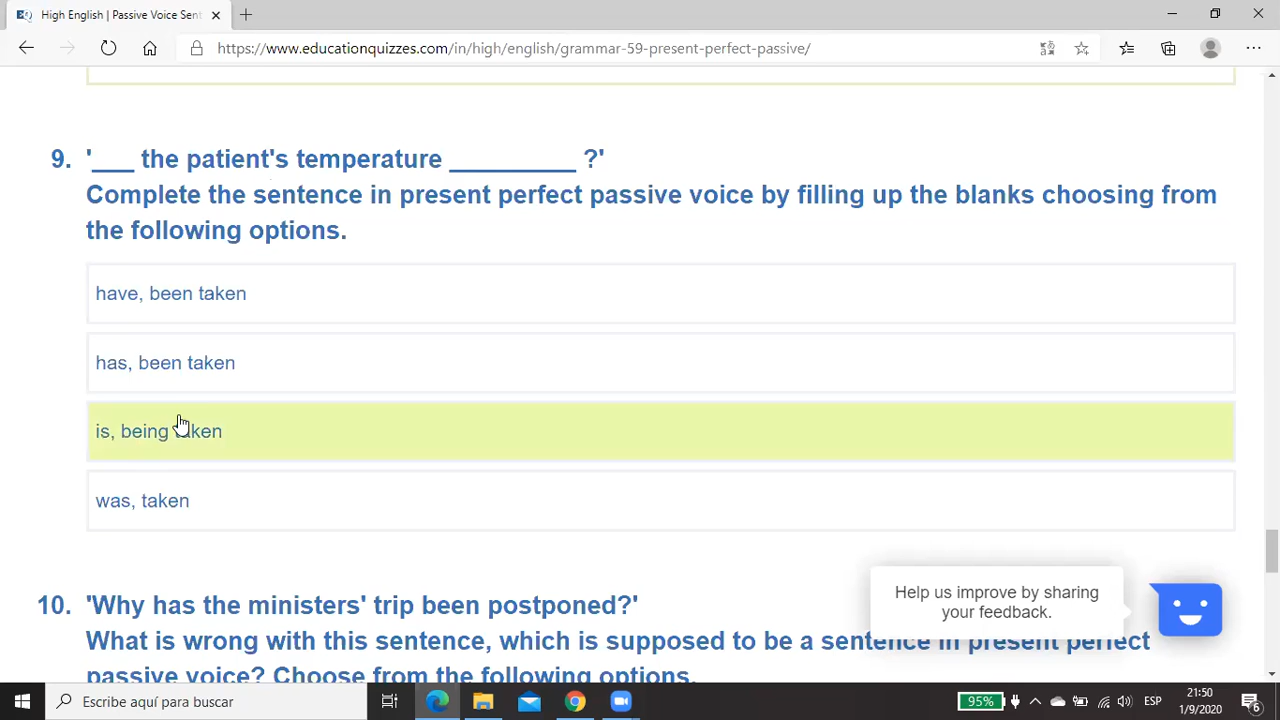 High English | Passive Voice Sent
https://www.educationquizzes.com/in/high/english/grammar-59-present-perfect-passive/
9. '___ the patient's temperature _________ ?'
Complete the sentence in present perfect passive voice by filling up the blanks choosing from
the following options.
have, been taken
has, been taken
is, being taken
was, taken
Help us improve by sharing
your feedback.
10. 'Why has the ministers' trip been postponed?'
What is wrong with this sentence, which is supposed to be a sentence in present perfect
passive voice? Choose from the following options.
Escribe aquí para buscar
95%
ESP
21:50
1/9/2020
6